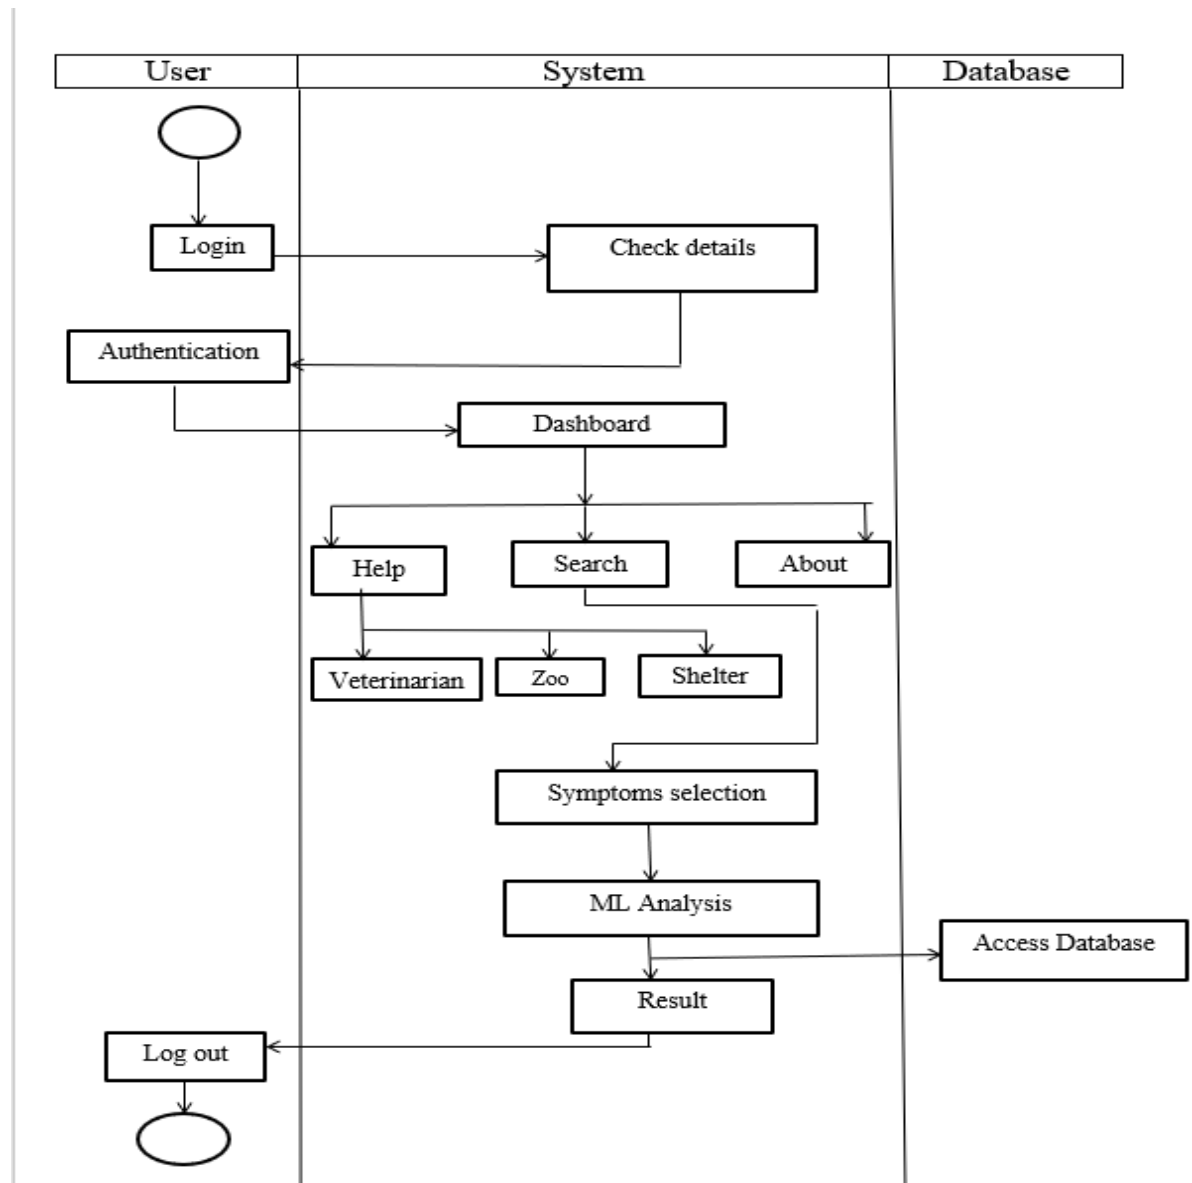 User
System
Database
Login
Check details
Authentication
Dashboard
Help
Search
About
Veterinarian
Zoo
Shelter
Symptoms selection
ML Analysis
Access Database
Result
Log out